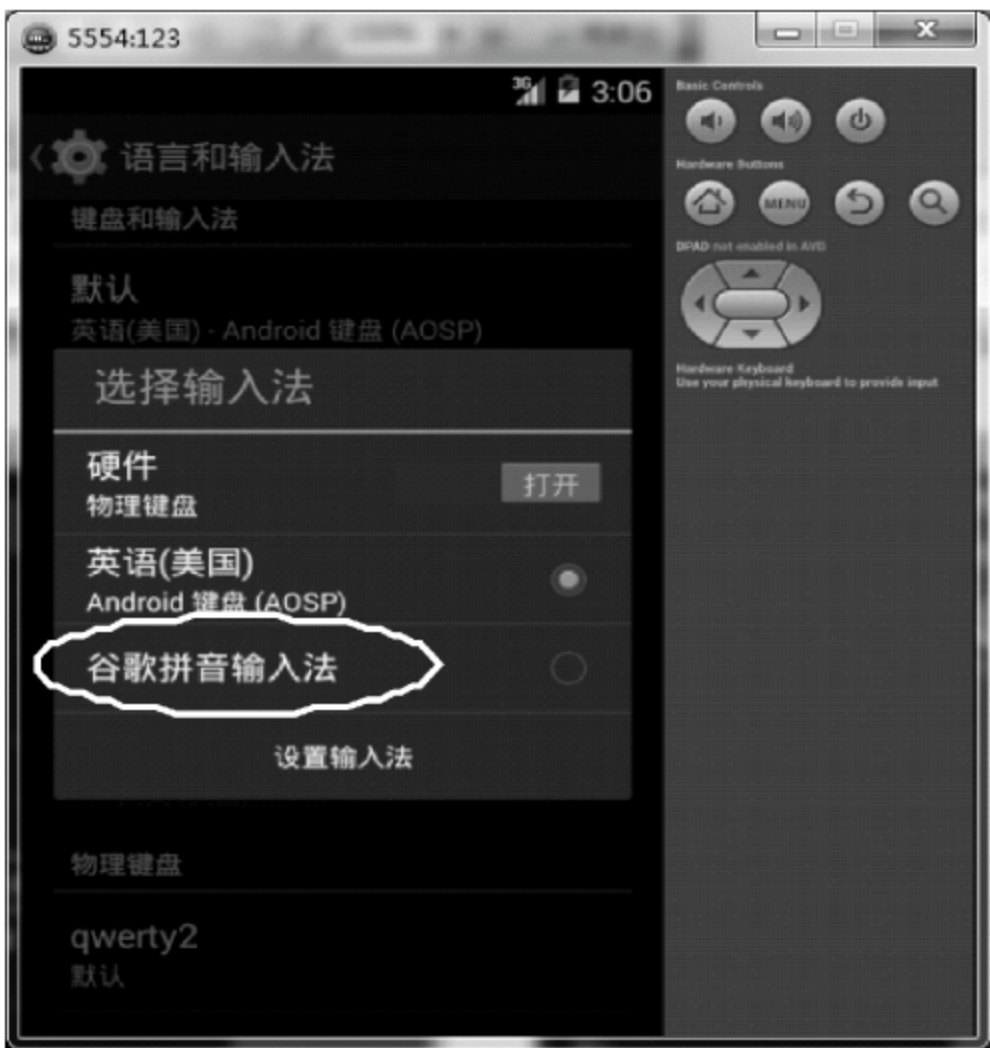 5554:123
3G 3:06
语言和输入法
键盘和输入法
默认
英语(美国) - Android 键盘 (AOSP)
选择输入法
硬件
物理键盘
打开
英语(美国)
Android 键盘 (AOSP)
谷歌拼音输入法
设置输入法
物理键盘
qwerty2
默认
Basic Controls
Hardware Buttons
MENU
DPAD not enabled in AVD
Hardware Keyboard
Use your physical keyboard to provide input